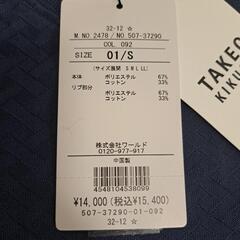 32-12 ☆
M.NO 2478 / NO 507-37290
COL. 092
SIZE 01/S
(サイズ展開 S M L LL)
本体 ポリエステル 67%
コットン 33%
リブ部分
ポリエステル 67%
コットン 33%
株式会社ワールド
0120-977-917
中国製
4548104538099
¥14,000 (税込¥15,400)
507-37290-01-092
32-12 ☆
TAKEO
KIKU